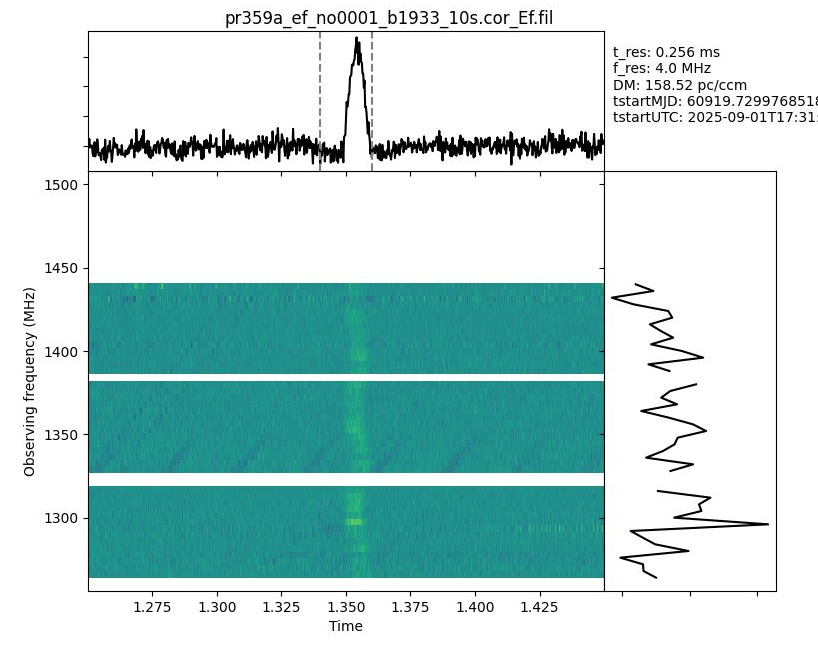 pr359a_ef_no0001_b1933_10s.cor_Ef.fil
t_res: 0.256 ms
f_res: 4.0 MHz
DM: 158.52 pc/ccm
tstartMJD: 60919.7299768518
tstartUTC: 2025-09-01T17:31:
1500
1450
1400
1350
1300
Observing frequency (MHz)
1.275
1.300
1.325
1.350
1.375
1.400
1.425
Time